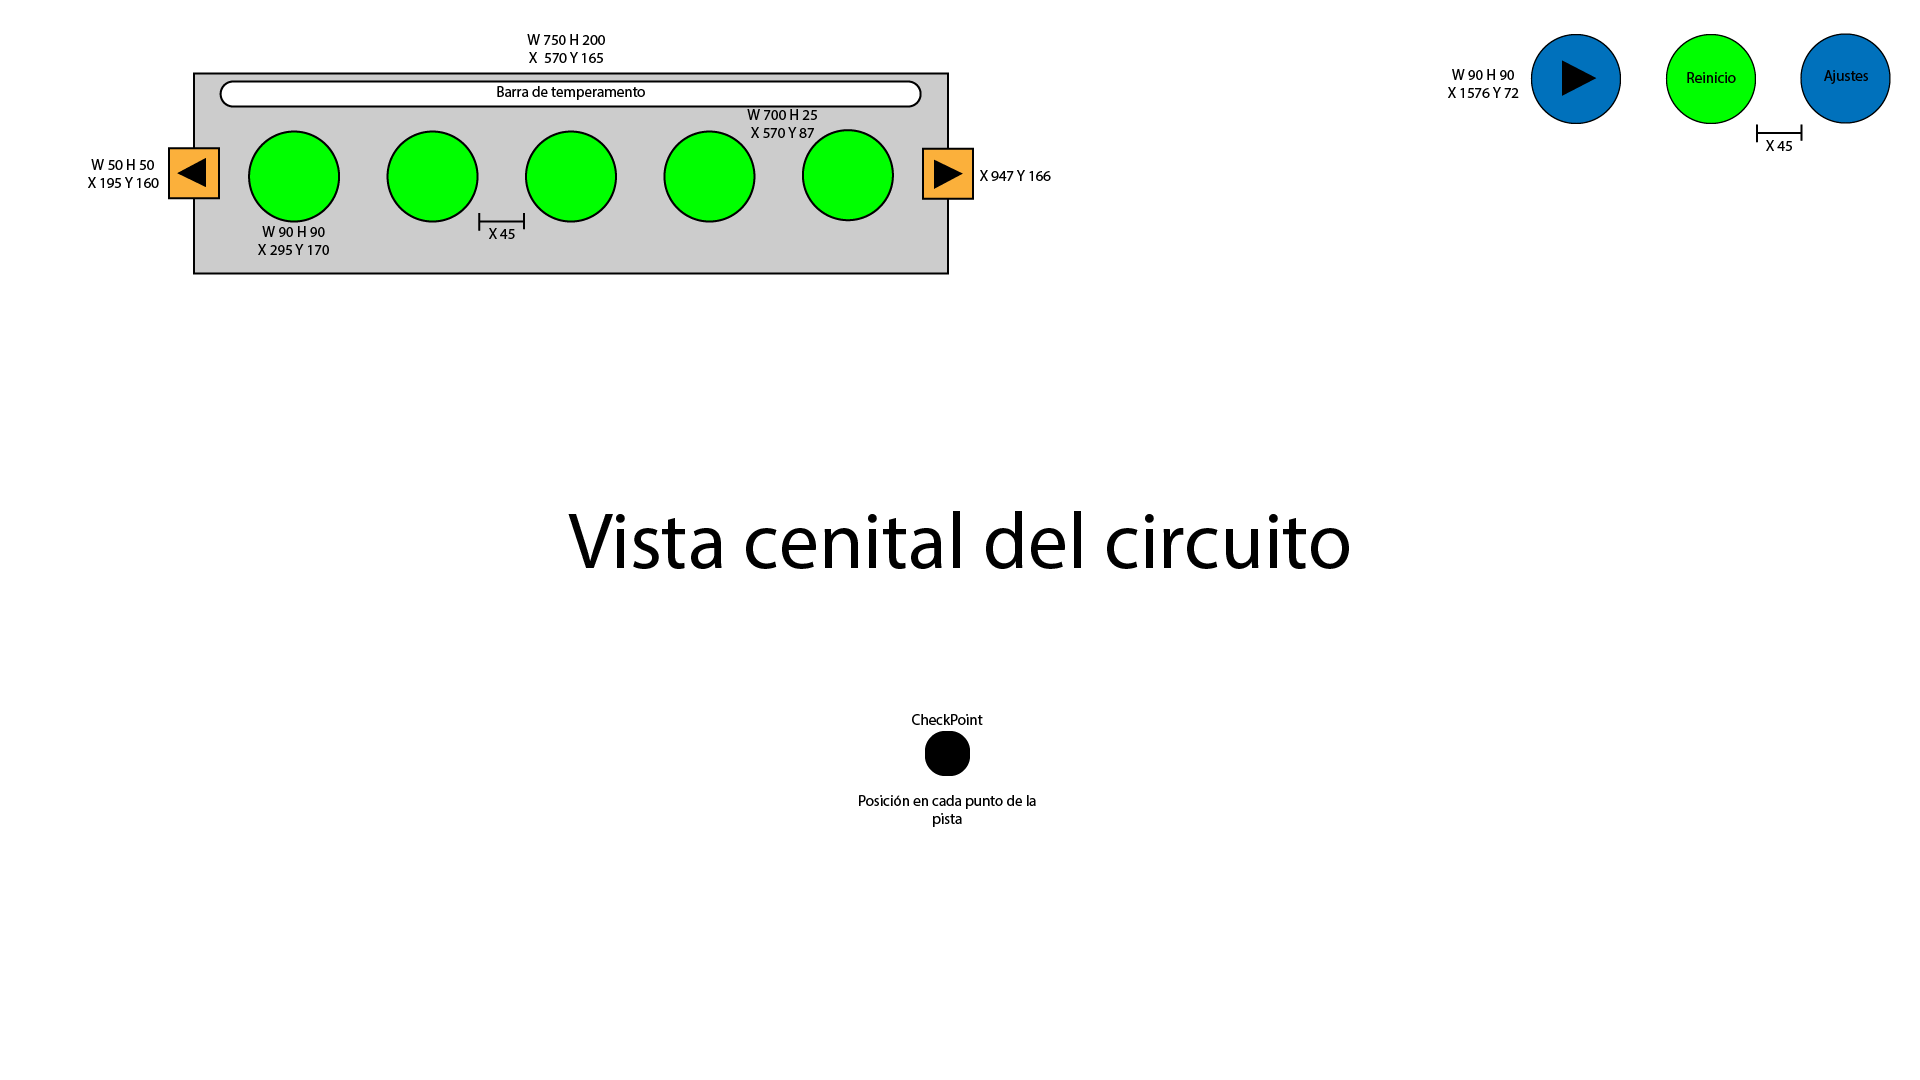 W 750 H 200
X  570 Y 165
Barra de temperamento
W 700 H 25
X 570 Y 87
W 50 H 50
X 195 Y 160
X 947 Y 166
X 45
W 90 H 90
X 295 Y 170
W 90 H 90
X 1576 Y 72
Reinicio
Ajustes
X 45
Vista cenital del circuito
CheckPoint
Posición en cada punto de la
pista